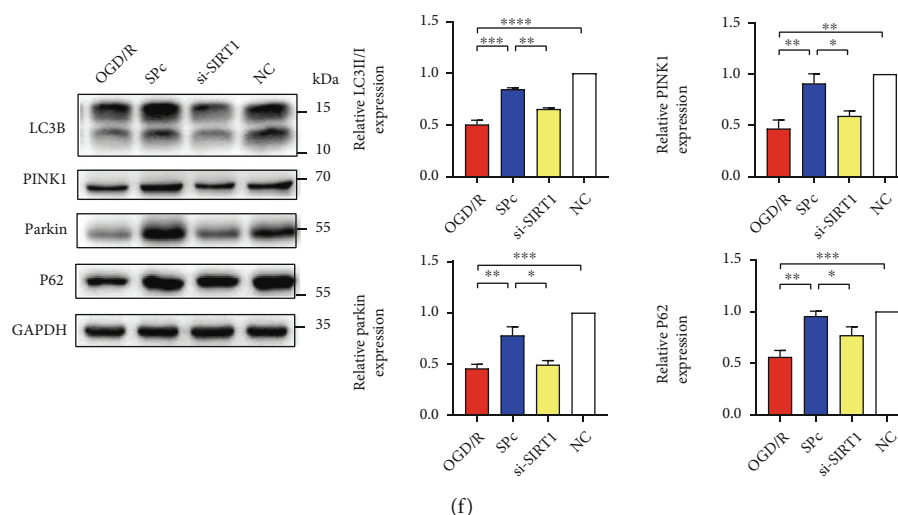 OGD/R SPc si-SIRT1 NC
kDa
LC3B
15
10
PINK1
70
Parkin
55
P62
55
GAPDH
35
Relative LC3II/I
expression
1.5
1.0
0.5
0.0
****
*** **
OGD/R SPc si-SIRT1 NC
Relative PINK1
expression
1.5
1.0
0.5
0.0
**
** *
OGD/R SPc si-SIRT1 NC
Relative parkin
expression
1.5
1.0
0.5
0.0
***
** *
OGD/R SPc si-SIRT1 NC
Relative P62
expression
1.5
1.0
0.5
0.0
***
** *
OGD/R SPc si-SIRT1 NC
(f)